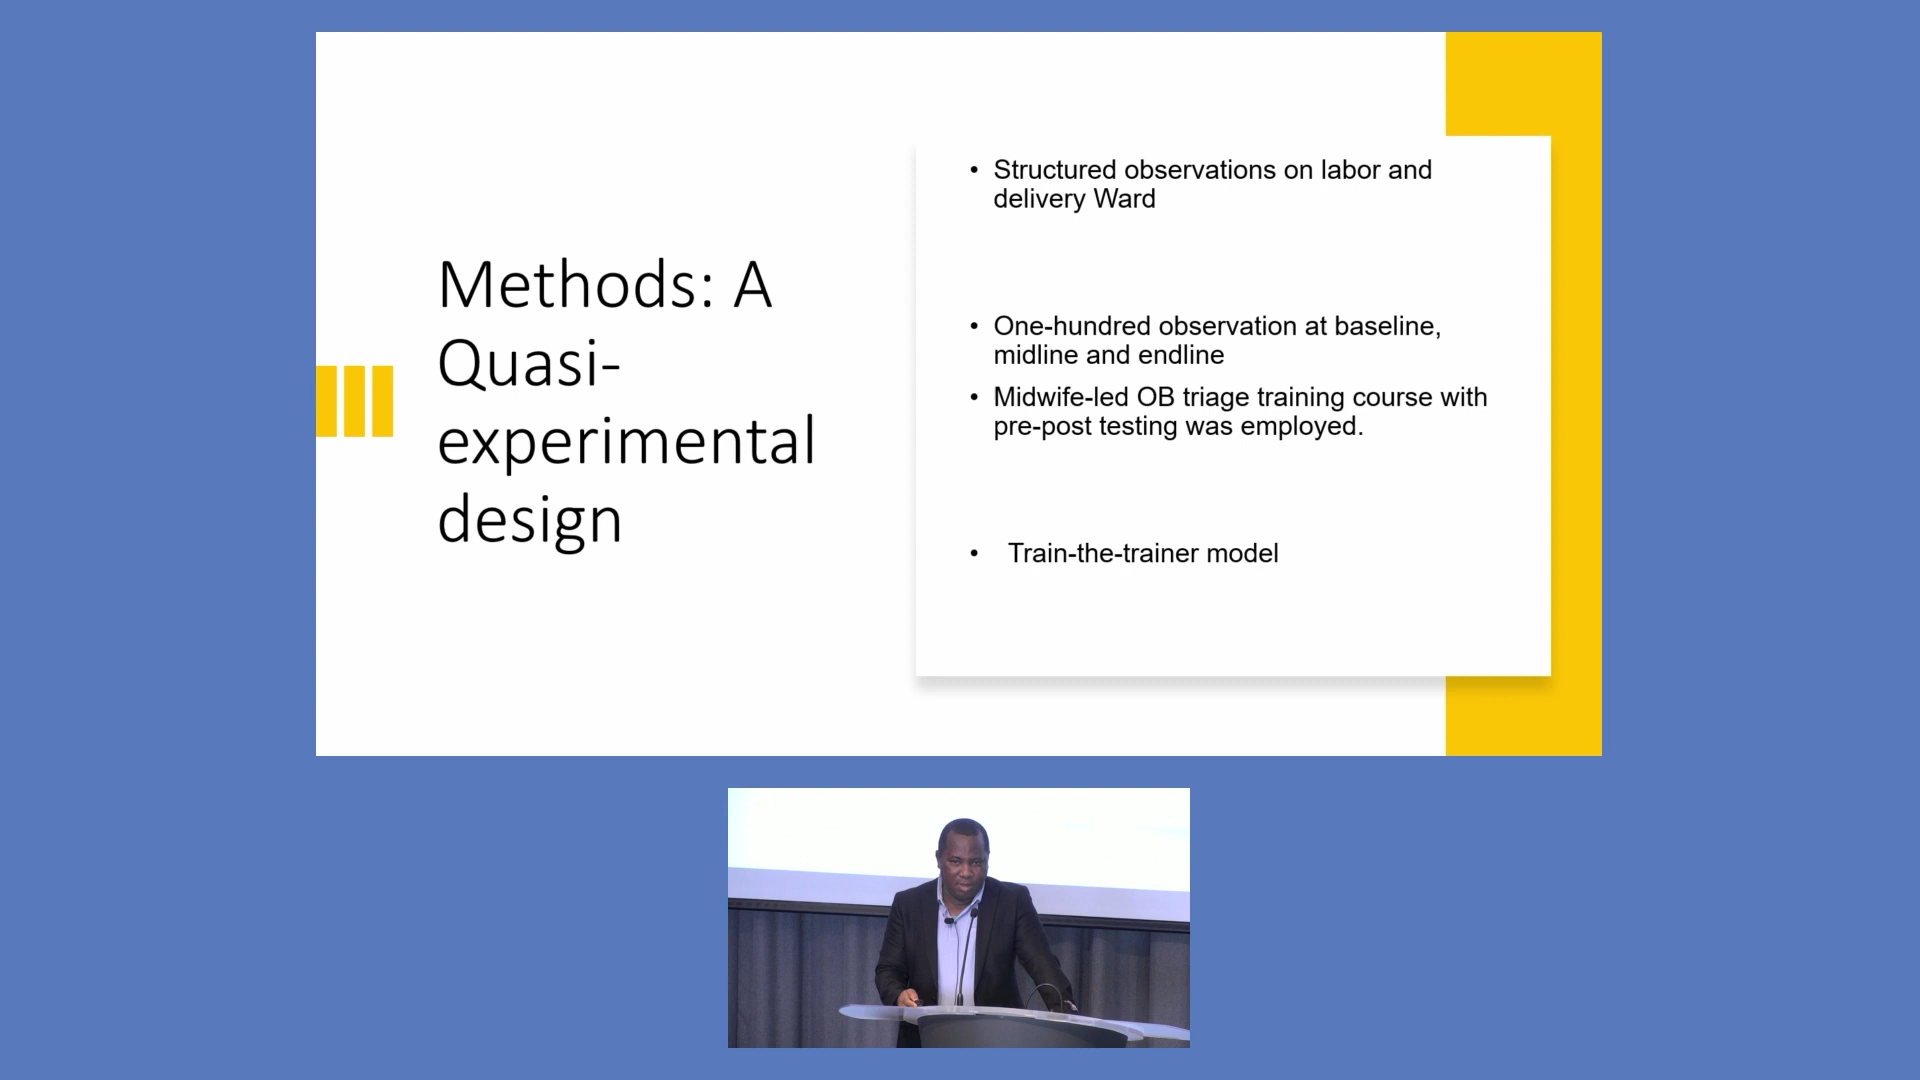 Methods: A
Quasi-
experimental
design
• Structured observations on labor and
delivery Ward
• One-hundred observation at baseline,
midline and endline
• Midwife-led OB triage training course with
pre-post testing was employed.
• Train-the-trainer model